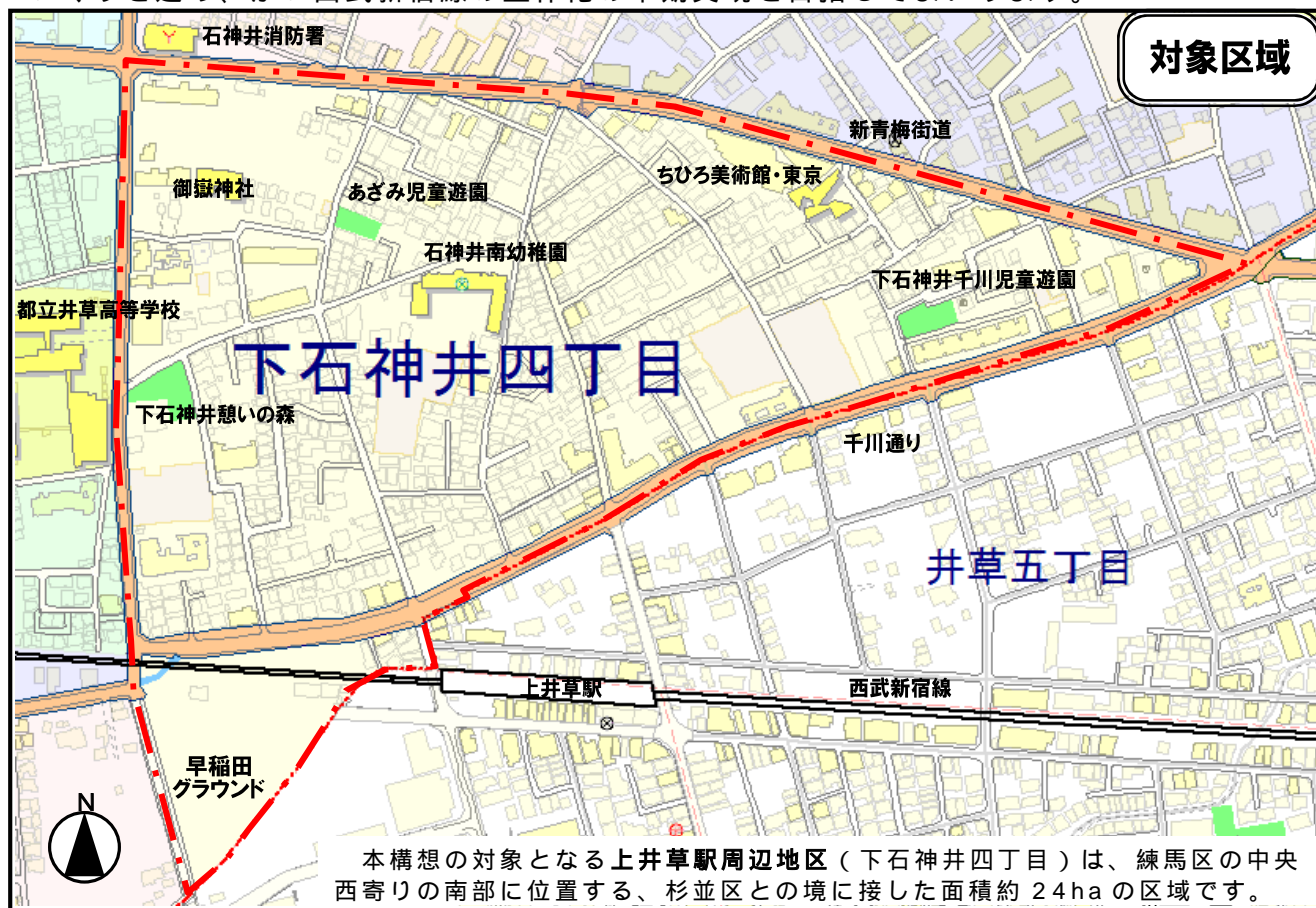 対象区域
石神井消防署
新青梅街道
ちひろ美術館・東京
御嶽神社
あざみ児童遊園
石神井南幼稚園
下石神井千川児童遊園
都立井草高等学校
下石神井四丁目
下石神井憩いの森
千川通り
井草五丁目
上井草駅
西武新宿線
早稲田
グラウンド
N
本構想の対象となる上井草駅周辺地区(下石神井四丁目)は、練馬区の中央
西寄りの南部に位置する、杉並区との境に接した面積約 24ha の区域です。